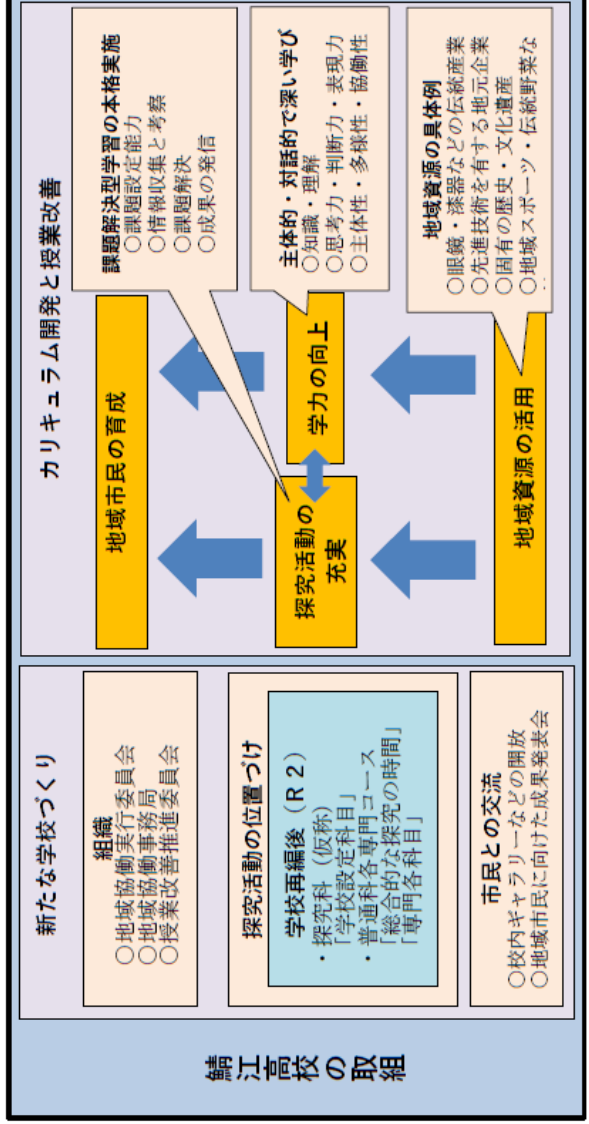 鯖江高校の取組
新たな学校づくり
組織
○地域協働実行委員会
○地域協働事務局
○授業改善推進委員会
探究活動の位置づけ
学校再編後（Ｒ２）
・探究科（仮称）
「学校設定科目」
・普通科各専門コース
「総合的な探究の時間」
「専門各科目」
市民との交流
○校内ギャラリーなどの開放
○地域市民に向けた成果発表会
カリキュラム開発と授業改善
地域市民の育成
課題解決型学習の本格実施
○課題設定能力
○情報収集と考察
○課題解決
○成果の発信
探究活動の
充実
学力の向上
主体的・対話的で深い学び
○知識・理解
○思考力・判断力・表現力
○主体性・多様性・協働性
地域資源の活用
地域資源の具体例
○眼鏡・漆器などの伝統産業
○先進技術を有する地元企業
○固有の歴史・文化遺産
○地域スポーツ・伝統野菜な